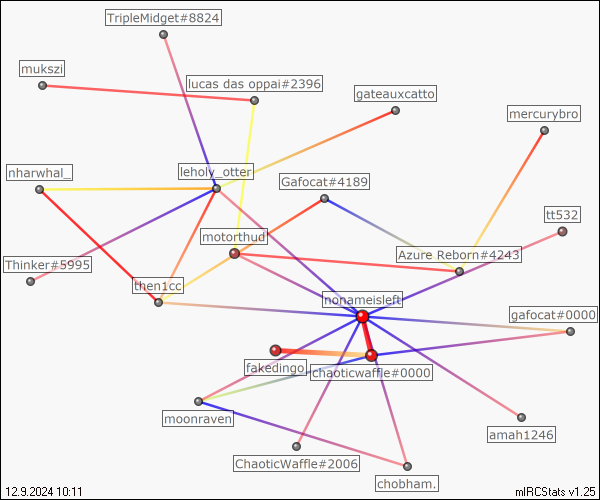 TripleMidget#8824
mukszi
lucas das oppai#2396
gateauxcatto
mercurybro
nharwhal_
leholy_otter
Gafocat#4189
tt532
motorthud
Azure Reborn#4243
Thinker#5995
then1cc
nonameisleft
gafocat#0000
fakedingo
chaoticwaffle#0000
moonraven
amah1246
ChaoticWaffle#2006
chobham.
12.9.2024 10:11
mIRCStats v1.25